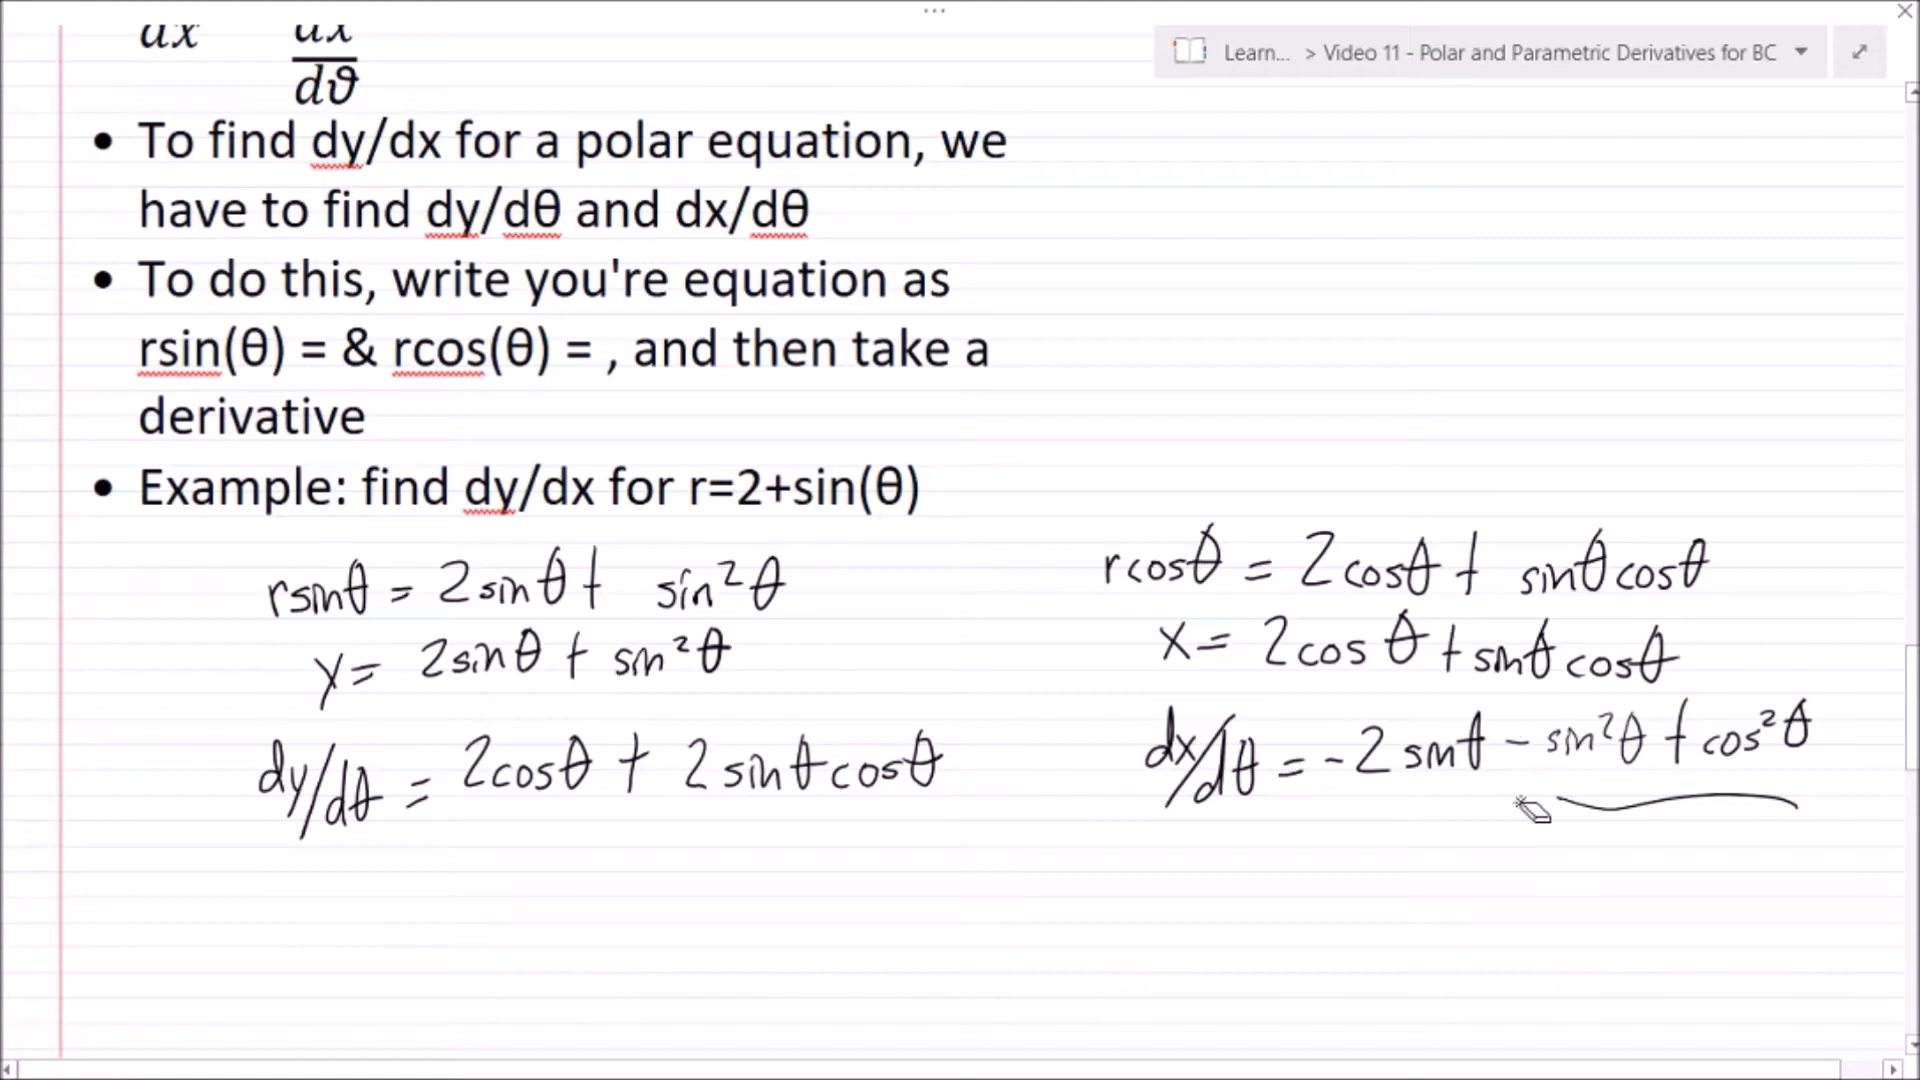 ...
Learn... > Video 11 - Polar and Parametric Derivatives for BC
dx dx
dϑ
• To find dy/dx for a polar equation, we
have to find dy/dθ and dx/dθ
• To do this, write you're equation as
rsin(θ) = & rcos(θ) = , and then take a
derivative
• Example: find dy/dx for r=2+sin(θ)
rsinθ = 2sinθ + sin²θ
y = 2sinθ + sin²θ
dy/dθ = 2cosθ + 2sinθcosθ
rcosθ = 2cosθ + sinθcosθ
x = 2cosθ + sinθcosθ
dx/dθ = -2sinθ - sin²θ + cos²θ